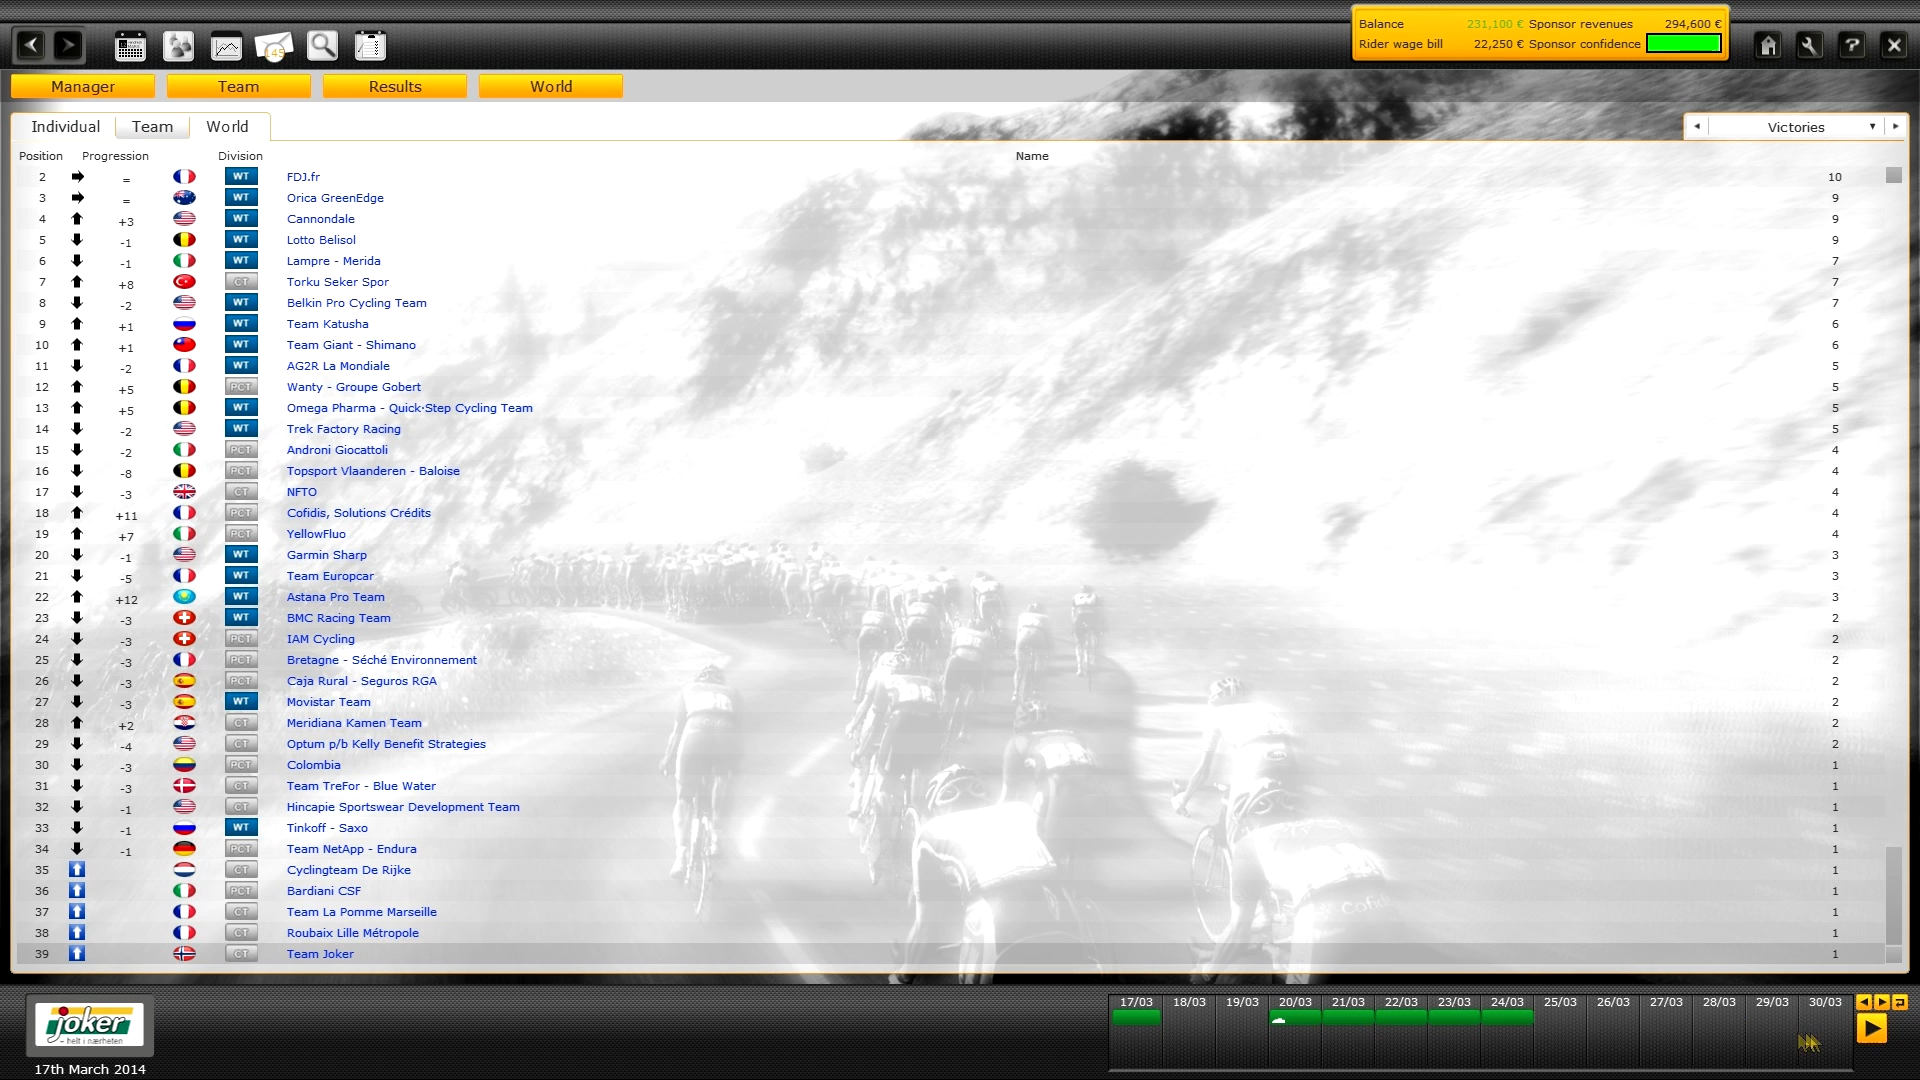 Balance 231,100 € Sponsor revenues 294,600 €
145
Rider wage bill 22,250 € Sponsor confidence
Manager Team Results World
Individual Team World Victories
Position Progression Division Name
2 = WT FDJ.fr 10
3 = WT Orica GreenEdge 9
4 +3 WT Cannondale 9
5 -1 WT Lotto Belisol 9
6 -1 WT Lampre - Merida 7
7 +8 CT Torku Seker Spor 7
8 -2 WT Belkin Pro Cycling Team 7
9 +1 WT Team Katusha 6
10 +1 WT Team Giant - Shimano 6
11 -2 WT AG2R La Mondiale 5
12 +5 PCT Wanty - Groupe Gobert 5
13 +5 WT Omega Pharma - Quick·Step Cycling Team 5
14 -2 WT Trek Factory Racing 5
15 -2 PCT Androni Giocattoli 4
16 -8 PCT Topsport Vlaanderen - Baloise 4
17 -3 CT NFTO 4
18 +11 PCT Cofidis, Solutions Crédits 4
19 +7 PCT YellowFluo 4
20 -1 WT Garmin Sharp 3
21 -5 WT Team Europcar 3
22 +12 WT Astana Pro Team 3
23 -3 WT BMC Racing Team 2
24 -3 PCT IAM Cycling 2
25 -3 PCT Bretagne - Séché Environnement 2
26 -3 PCT Caja Rural - Seguros RGA 2
27 -3 WT Movistar Team 2
28 +2 CT Meridiana Kamen Team 2
29 -4 CT Optum p/b Kelly Benefit Strategies 2
30 -3 PCT Colombia 1
31 -3 CT Team TreFor - Blue Water 1
32 -1 CT Hincapie Sportswear Development Team 1
33 -1 WT Tinkoff - Saxo 1
34 -1 PCT Team NetApp - Endura 1
35 CT Cyclingteam De Rijke 1
36 PCT Bardiani CSF 1
37 CT Team La Pomme Marseille 1
38 CT Roubaix Lille Métropole 1
39 CT Team Joker 1
17/03 18/03 19/03 20/03 21/03 22/03 23/03 24/03 25/03 26/03 27/03 28/03 29/03 30/03
joker
- helt i nærheten
17th March 2014